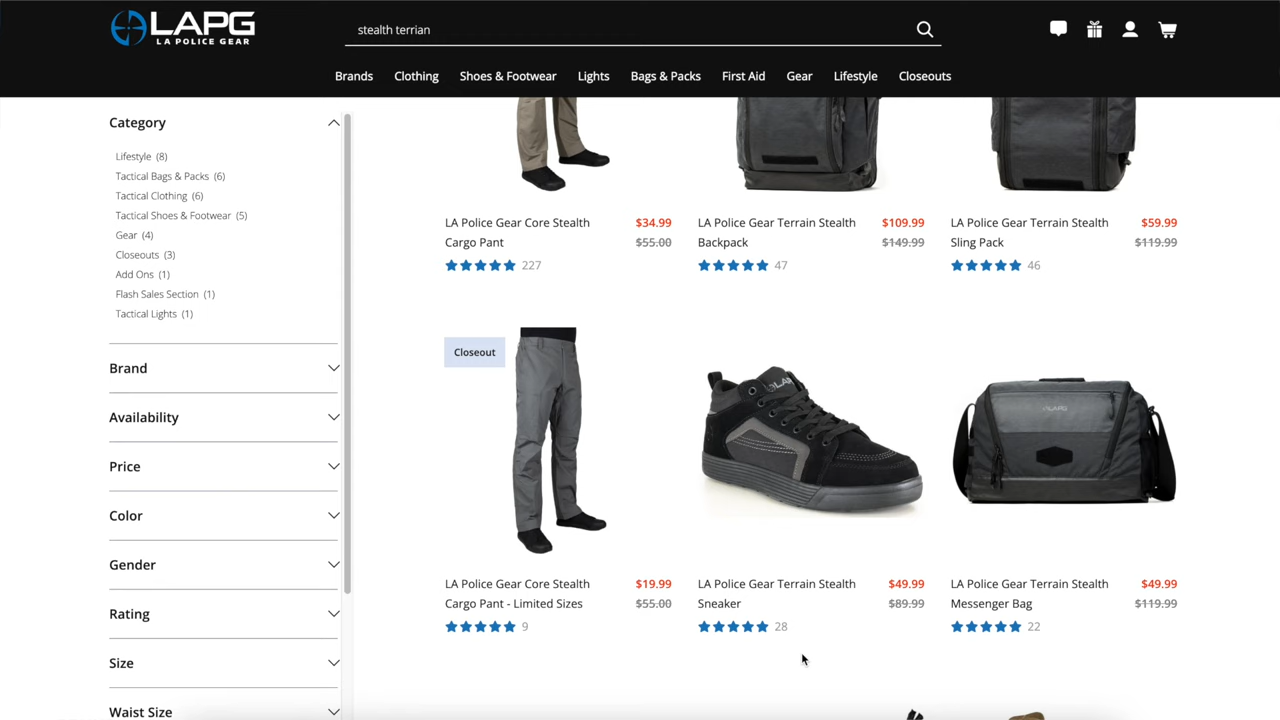 LAPG
LA POLICE GEAR
stealth terrian
Brands Clothing Shoes & Footwear Lights Bags & Packs First Aid Gear Lifestyle Closeouts
Category
Lifestyle (8)
Tactical Bags & Packs (6)
Tactical Clothing (6)
Tactical Shoes & Footwear (5)
Gear (4)
Closeouts (3)
Add Ons (1)
Flash Sales Section (1)
Tactical Lights (1)
Brand
Availability
Price
Color
Gender
Rating
Size
Waist Size
LA Police Gear Core Stealth $34.99
Cargo Pant $55.00
227
LA Police Gear Terrain Stealth $109.99
Backpack $149.99
47
LA Police Gear Terrain Stealth $59.99
Sling Pack $119.99
46
Closeout
LA Police Gear Core Stealth $19.99
Cargo Pant - Limited Sizes $55.00
9
LA Police Gear Terrain Stealth $49.99
Sneaker $89.99
28
LAPG
LA Police Gear Terrain Stealth $49.99
Messenger Bag $119.99
22